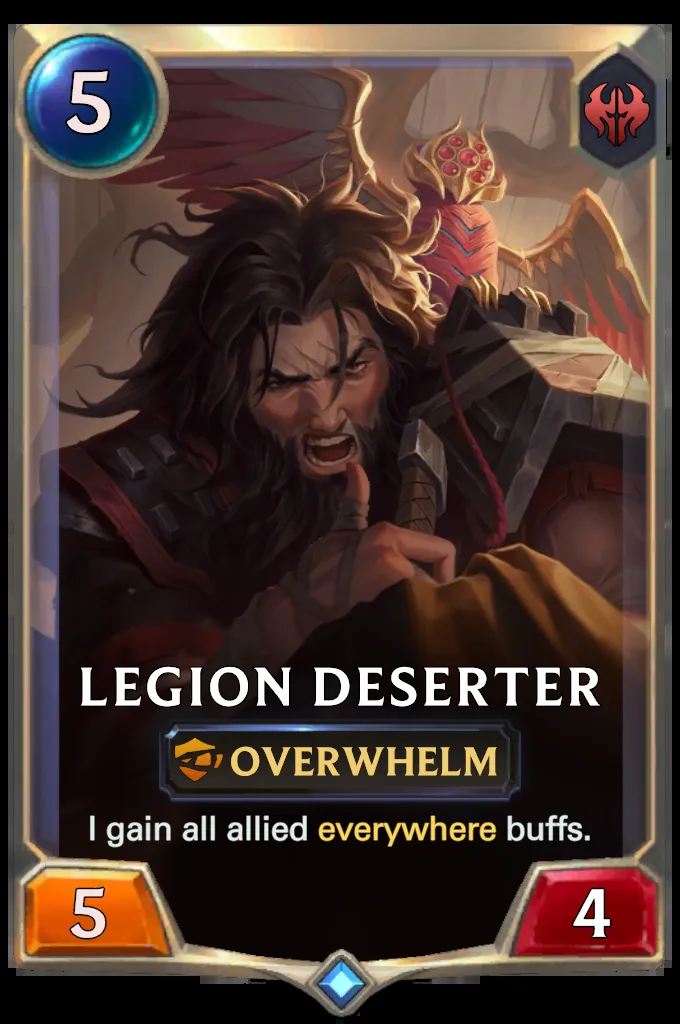 5
LEGION DESERTER
OVERWHELM
I gain all allied everywhere buffs.
5
4